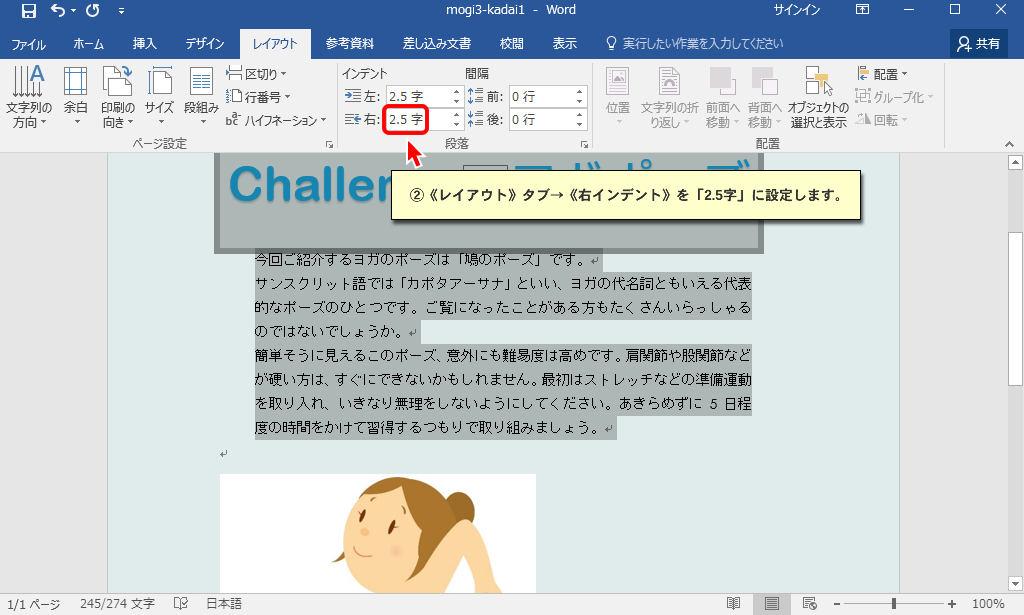 mogi3-kadai1 - Word
サインイン
ファイル ホーム 挿入 デザイン レイアウト 参考資料 差し込み文書 校閲 表示 実行したい作業を入力してください 共有
文字列の方向 余白 印刷の向き サイズ 段組み
区切り
行番号
ハイフネーション
ページ設定
インデント 間隔
左: 2.5 字 前: 0 行
右: 2.5 字 後: 0 行
段落
位置 文字列の折り返し 前面へ移動 背面へ移動 オブジェクトの選択と表示
配置
グループ化
回転
配置
②《レイアウト》タブ→《右インデント》を「2.5字」に設定します。
今回ご紹介するヨガのポーズは「鳩のポーズ」です。
サンスクリット語では「カポタアーサナ」といい、ヨガの代名詞ともいえる代表
的なポーズのひとつです。ご覧になったことがある方もたくさんいらっしゃる
のではないでしょうか。
簡単そうに見えるこのポーズ、意外にも難易度は高めです。肩関節や股関節など
が硬い方は、すぐにできないかもしれません。最初はストレッチなどの準備運動
を取り入れ、いきなり無理をしないようにしてください。あきらめずに 5 日程
度の時間をかけて習得するつもりで取り組みましょう。
1/1 ページ 245/274 文字 日本語 100%